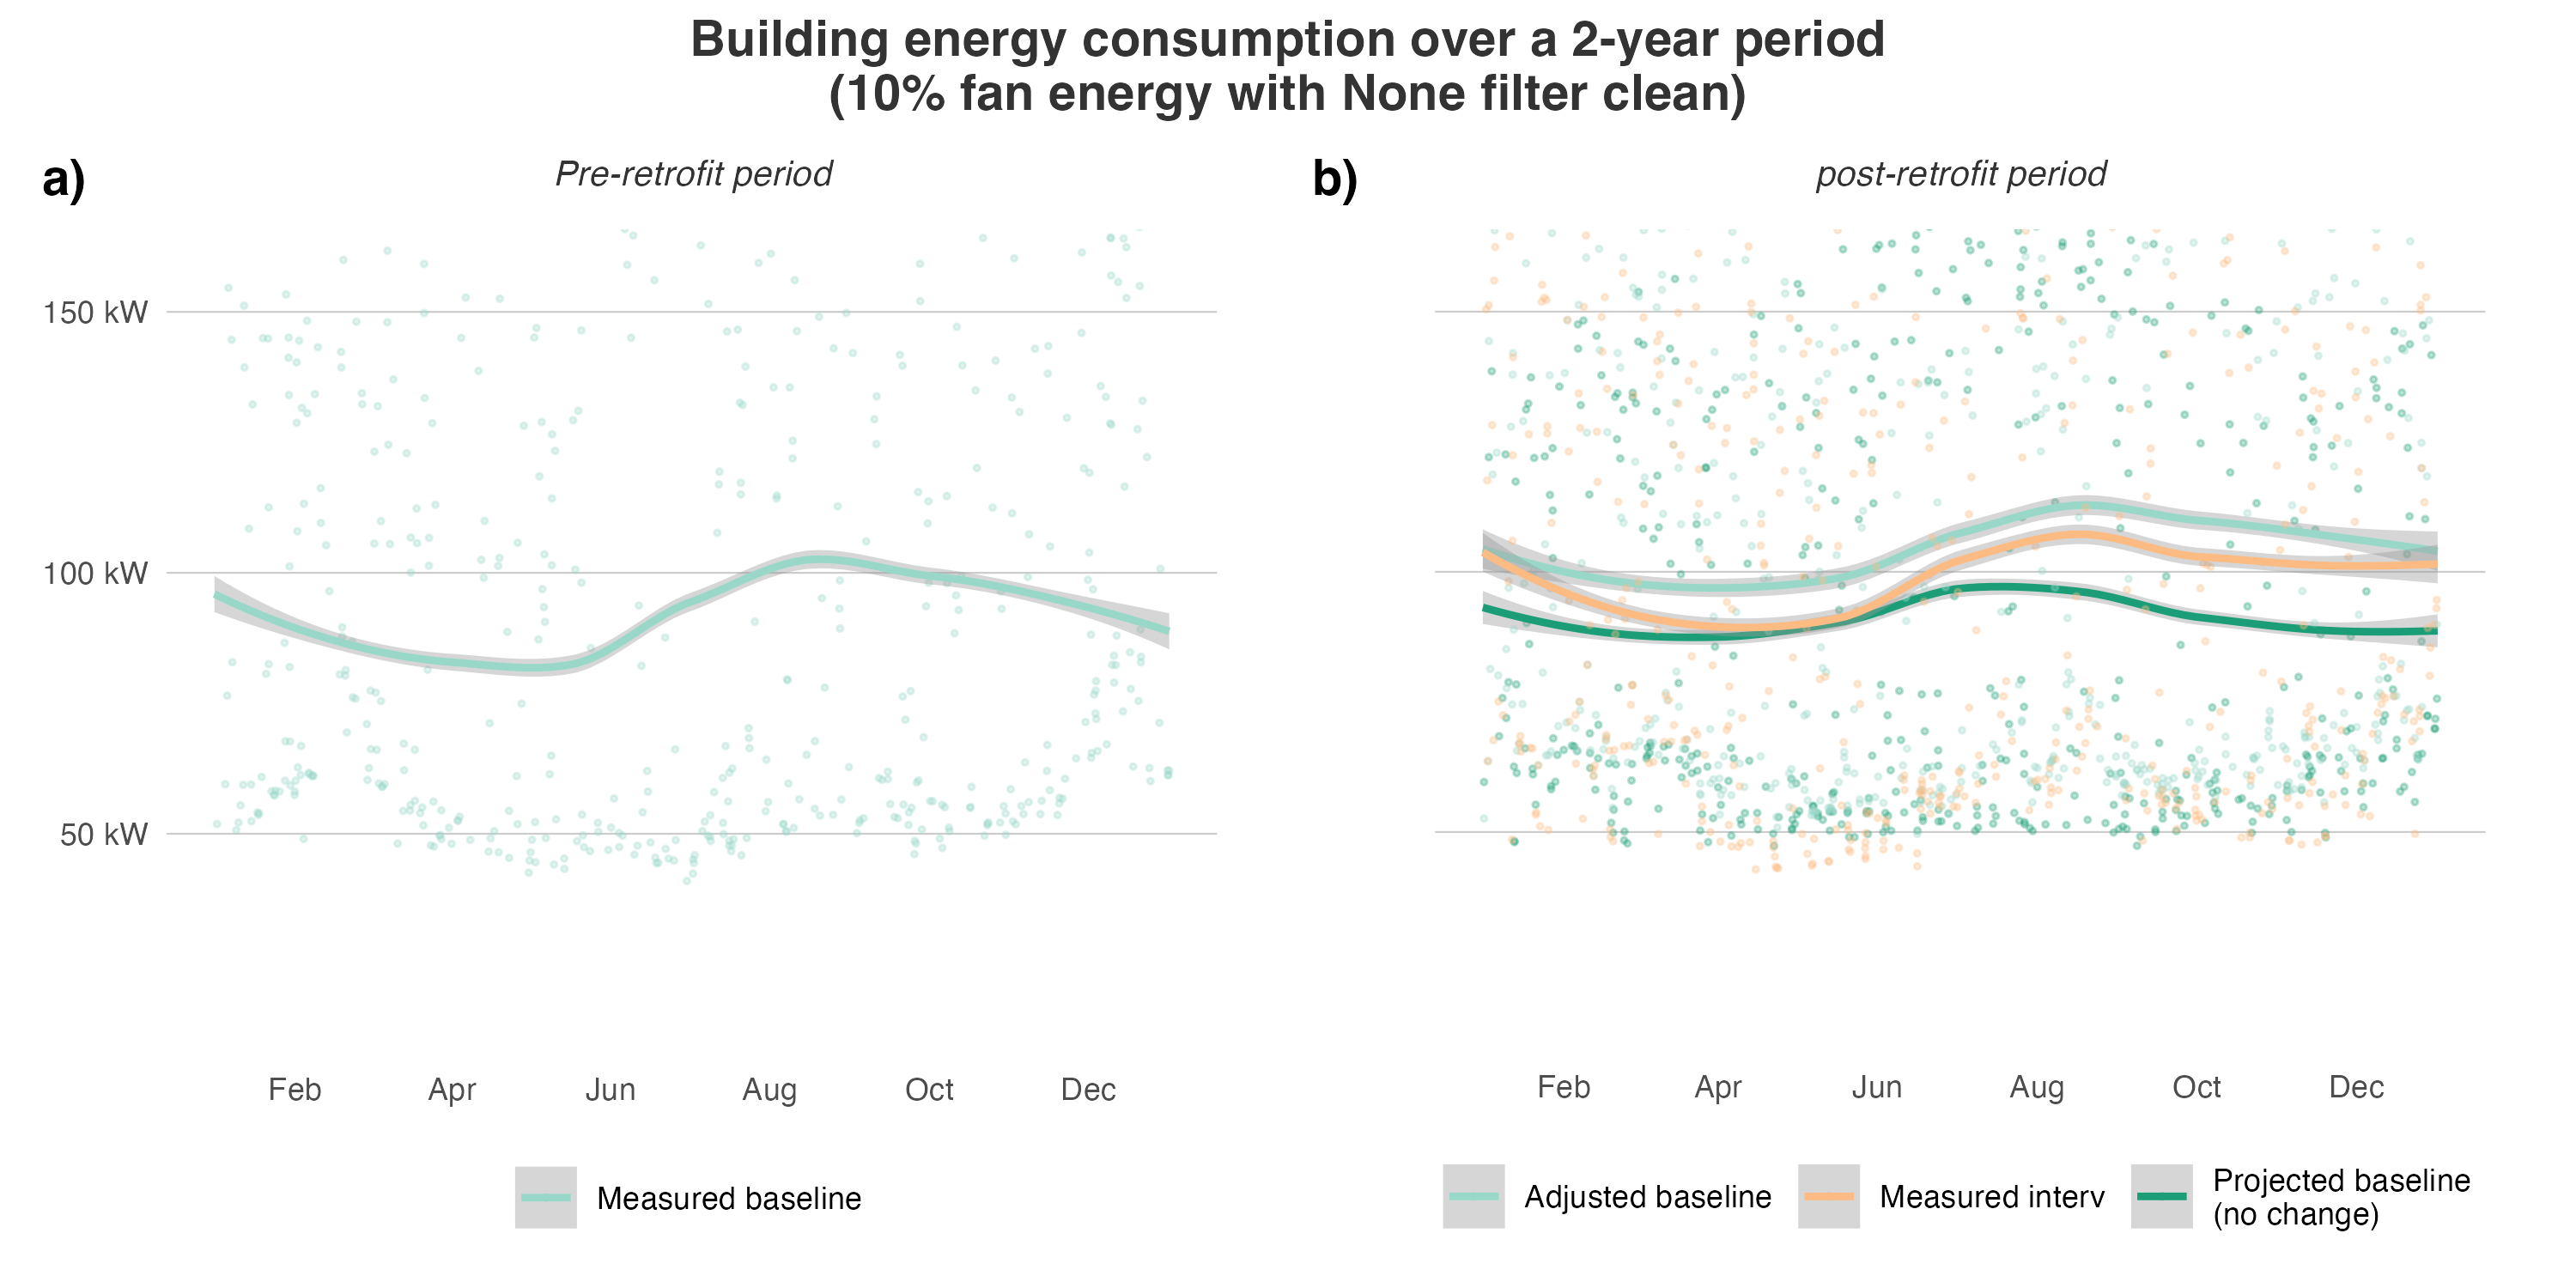 Building energy consumption over a 2-year period
(10% fan energy with None filter clean)
a)
Pre-retrofit period
150 kW
100 kW
50 kW
Feb Apr Jun Aug Oct Dec
Measured baseline
b)
post-retrofit period
Feb Apr Jun Aug Oct Dec
Adjusted baseline
Measured interv
Projected baseline
(no change)